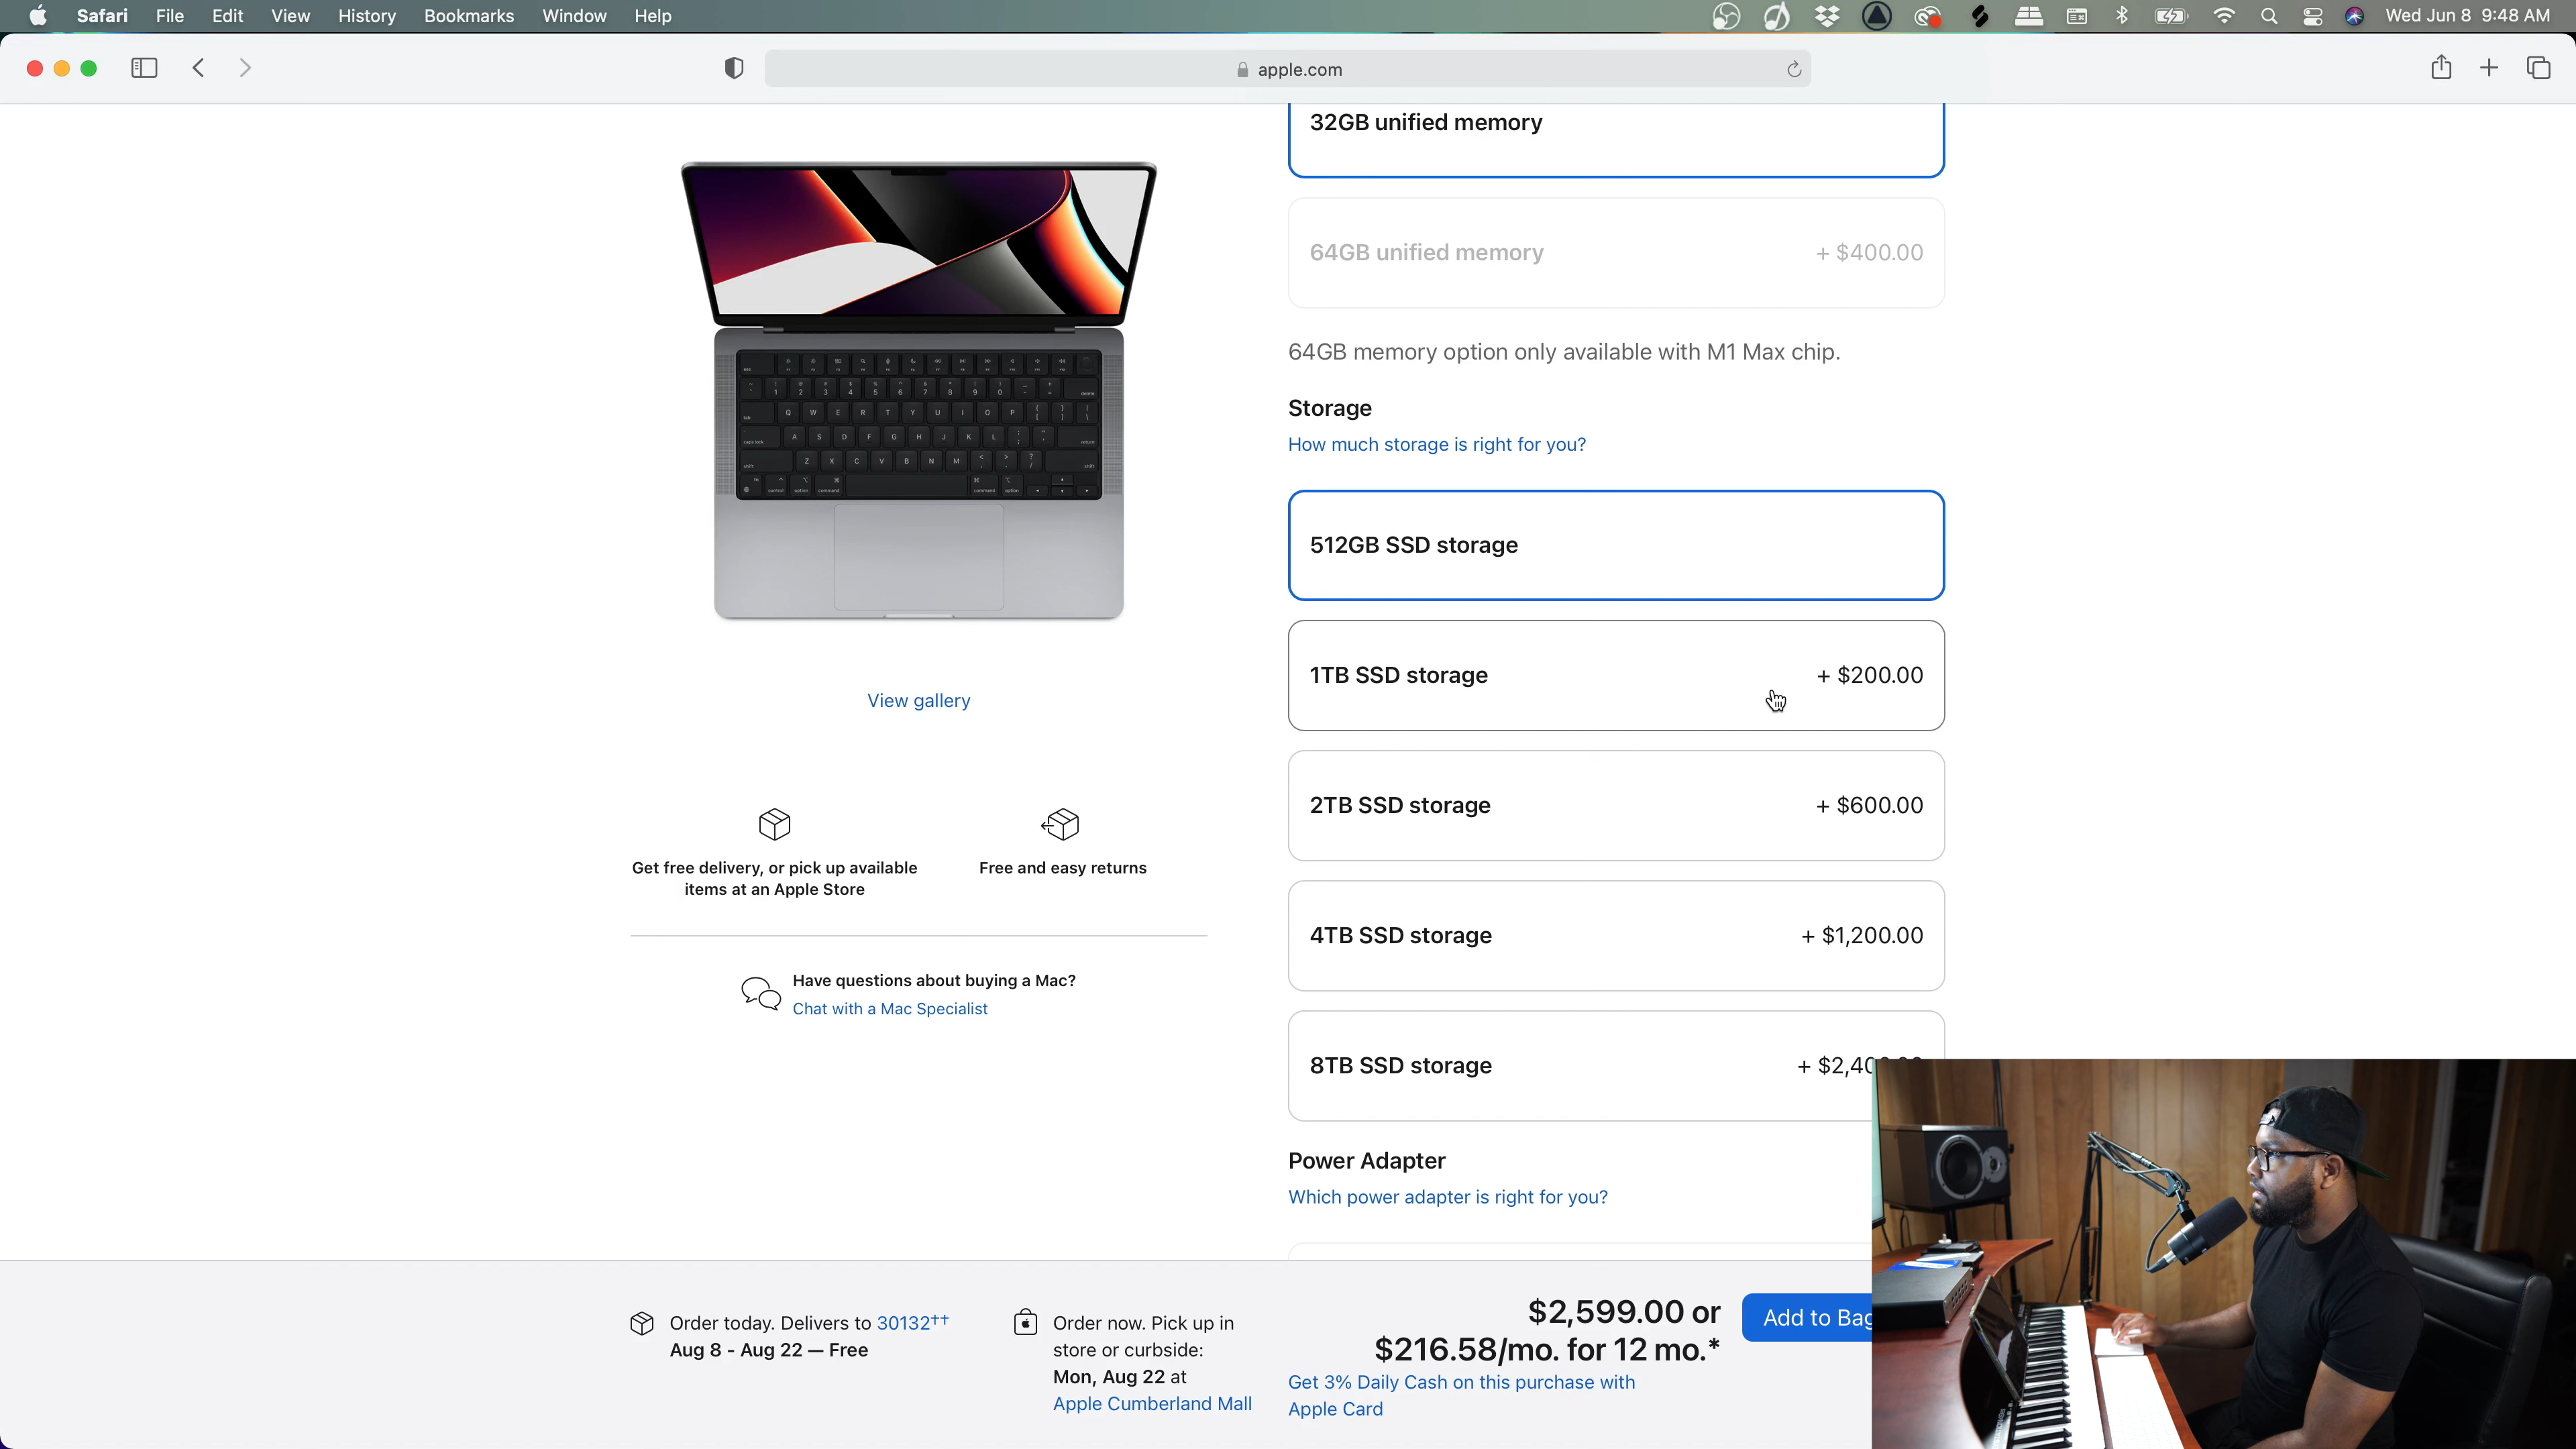 Safari File Edit View History Bookmarks Window Help
Wed Jun 8 9:48 AM
apple.com
32GB unified memory
64GB unified memory + $400.00
64GB memory option only available with M1 Max chip.
Storage
How much storage is right for you?
512GB SSD storage
1TB SSD storage + $200.00
2TB SSD storage + $600.00
4TB SSD storage + $1,200.00
8TB SSD storage + $2,40
Power Adapter
Which power adapter is right for you?
View gallery
Get free delivery, or pick up available
items at an Apple Store
Free and easy returns
Have questions about buying a Mac?
Chat with a Mac Specialist
Order today. Delivers to 30132††
Aug 8 - Aug 22 — Free
Order now. Pick up in
store or curbside:
Mon, Aug 22 at
Apple Cumberland Mall
$2,599.00 or
$216.58/mo. for 12 mo.*
Get 3% Daily Cash on this purchase with
Apple Card
Add to Bag